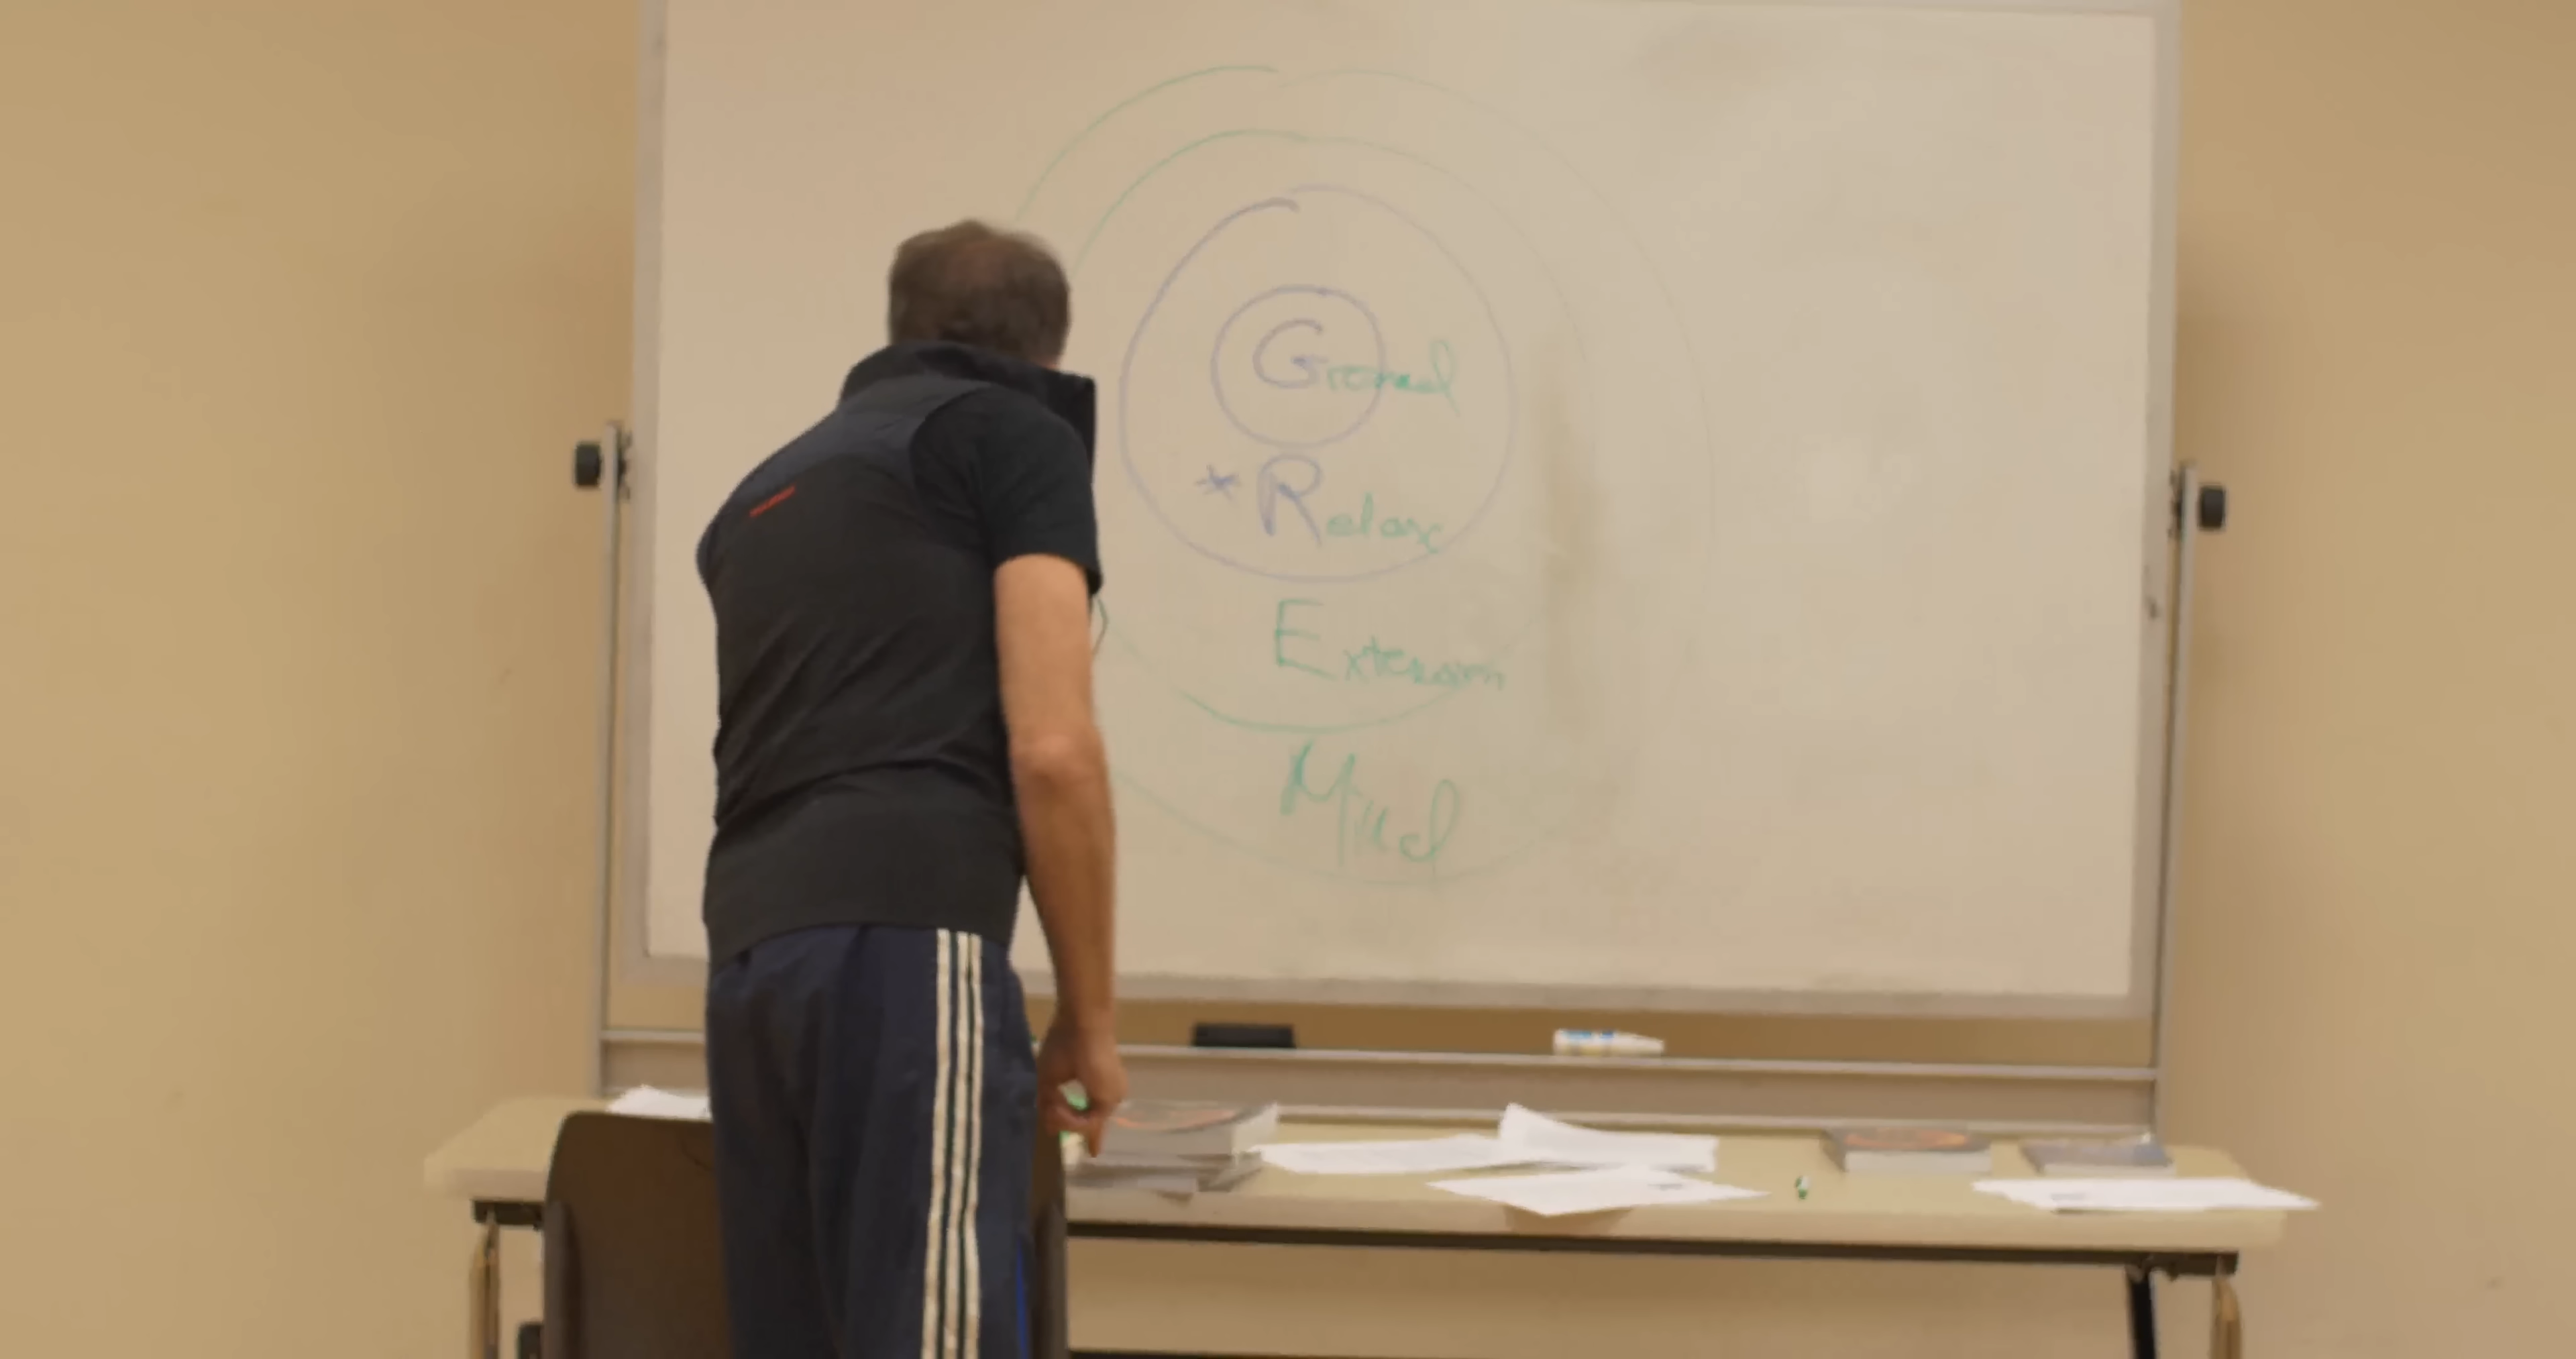 Ground
* Relax
Extension
Mind